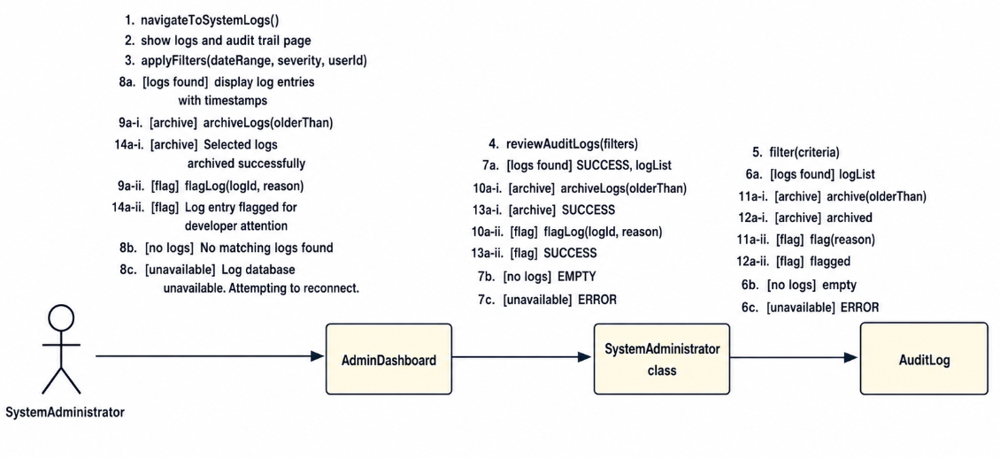 1. navigateToSystemLogs()
2. show logs and audit trail page
3. applyFilters(dateRange, severity, userId)
8a. [logs found] display log entries
with timestamps
9a-i. [archive] archiveLogs(olderThan)
14a-i. [archive] Selected logs
archived successfully
9a-ii. [flag] flagLog(logId, reason)
14a-ii. [flag] Log entry flagged for
developer attention
8b. [no logs] No matching logs found
8c. [unavailable] Log database
unavailable. Attempting to reconnect.
4. reviewAuditLogs(filters)
7a. [logs found] SUCCESS, logList
10a-i. [archive] archiveLogs(olderThan)
13a-i. [archive] SUCCESS
10a-ii. [flag] flagLog(logId, reason)
13a-ii. [flag] SUCCESS
7b. [no logs] EMPTY
7c. [unavailable] ERROR
5. filter(criteria)
6a. [logs found] logList
11a-i. [archive] archive(olderThan)
12a-i. [archive] archived
11a-ii. [flag] flag(reason)
12a-ii. [flag] flagged
6b. [no logs] empty
6c. [unavailable] ERROR
SystemAdministrator
AdminDashboard
SystemAdministrator
class
AuditLog